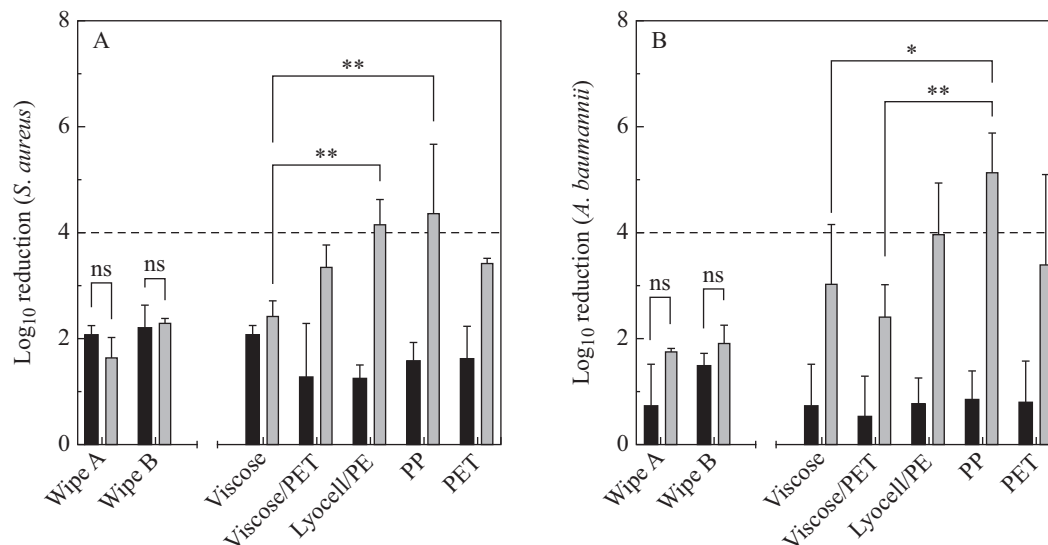 A
Log10 reduction (S. aureus)
8
6
4
2
0
**
**
ns
ns
Wipe A
Wipe B
Viscose
Viscose/PET
Lyocell/PE
PP
PET
B
Log10 reduction (A. baumannii)
8
6
4
2
0
*
**
ns
ns
Wipe A
Wipe B
Viscose
Viscose/PET
Lyocell/PE
PP
PET